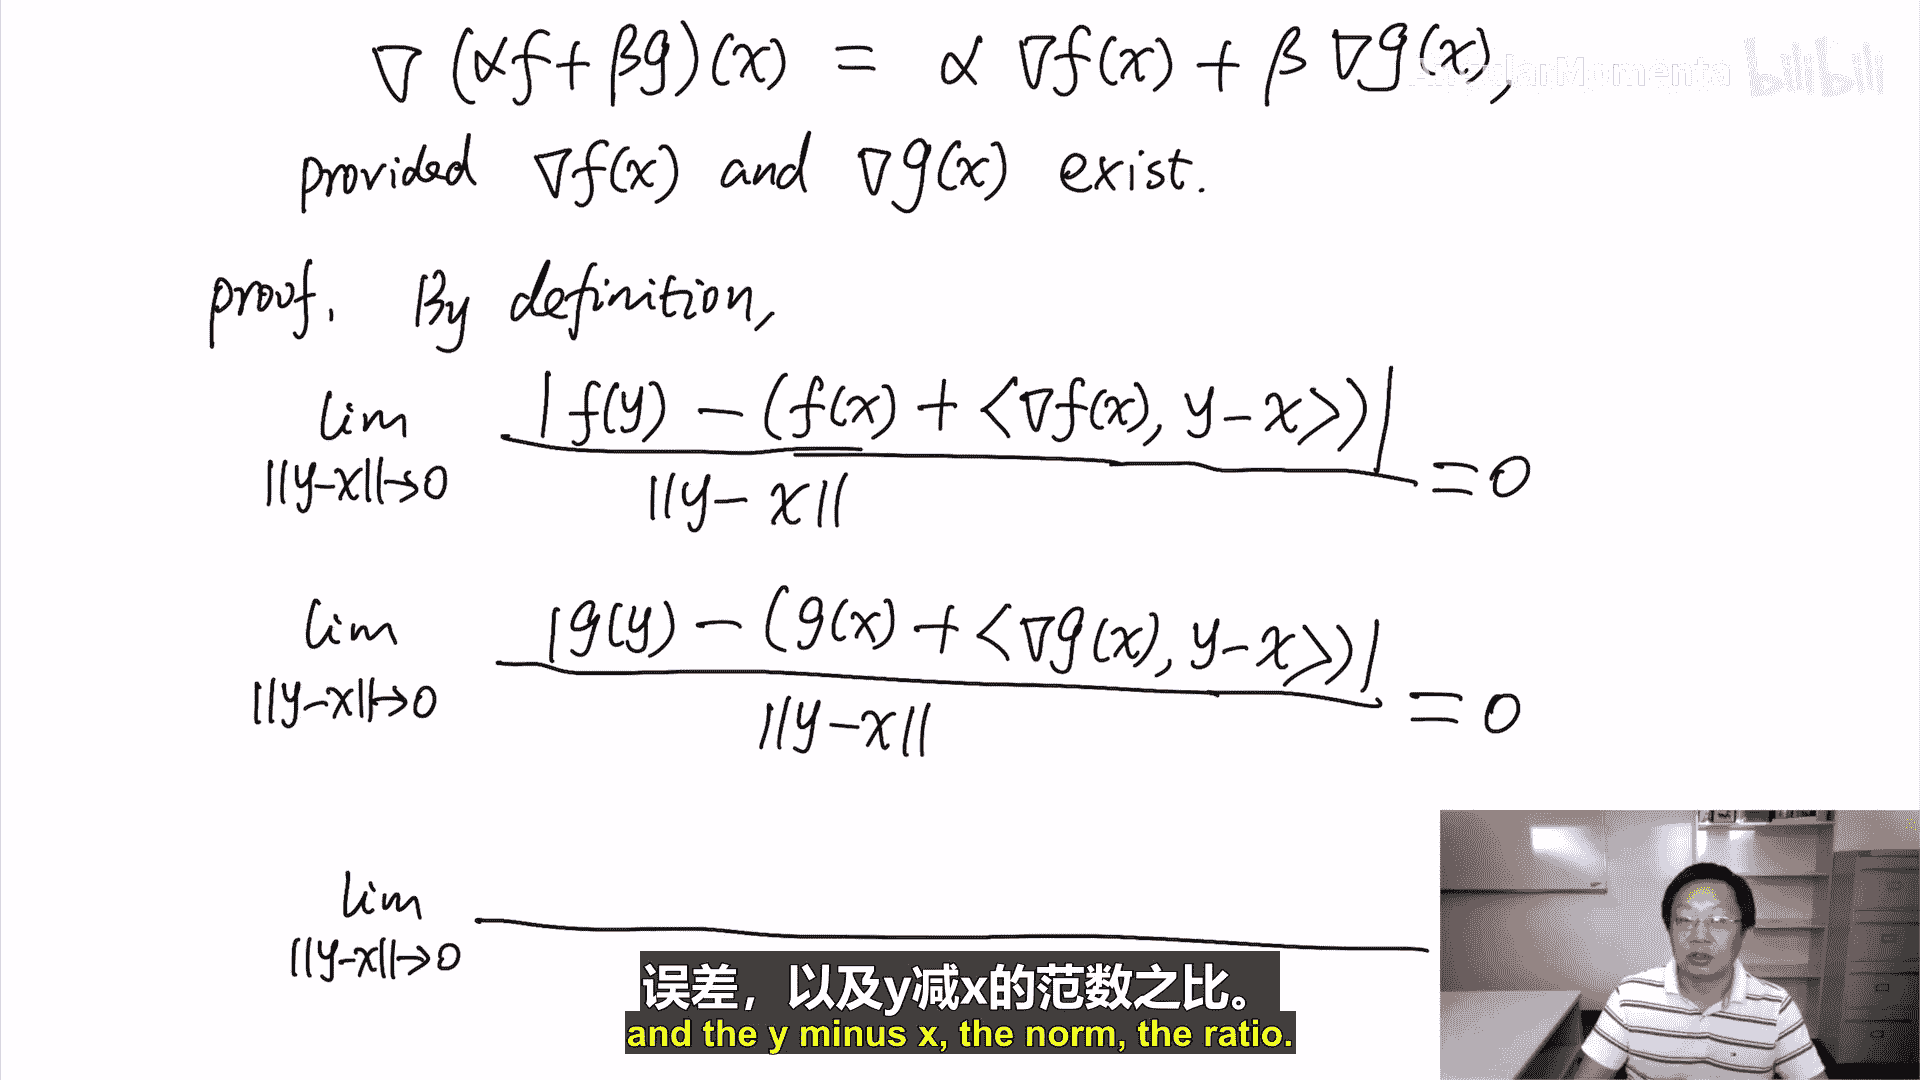 ∇(αf+βg)(x) = α ∇f(x) + β ∇g(x),
AngularMomenta bilibili
provided ∇f(x) and ∇g(x) exist.
proof. By definition,
lim |f(y) − (f(x) + <∇f(x), y−x>)|
||y−x||→0 ||y−x|| =0
lim |g(y) − (g(x) + <∇g(x), y−x>)|
||y−x||→0 ||y−x|| =0
lim
||y−x||→0
误差，以及y减x的范数之比。
and the y minus x, the norm, the ratio.